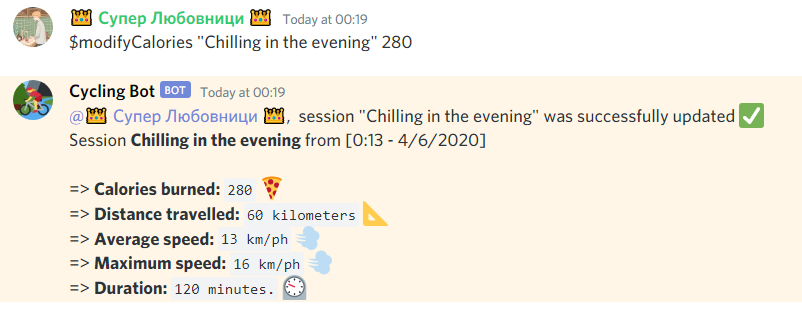 👑 Супер Любовници 👑 Today at 00:19
$modifyCalories "Chilling in the evening" 280
Cycling Bot BOT Today at 00:19
@👑 Супер Любовници 👑, session "Chilling in the evening" was successfully updated ✅
Session Chilling in the evening from [0:13 - 4/6/2020]
=> Calories burned: 280 🍕
=> Distance travelled: 60 kilometers 📐
=> Average speed: 13 km/ph 💨
=> Maximum speed: 16 km/ph 💨
=> Duration: 120 minutes. 🕙